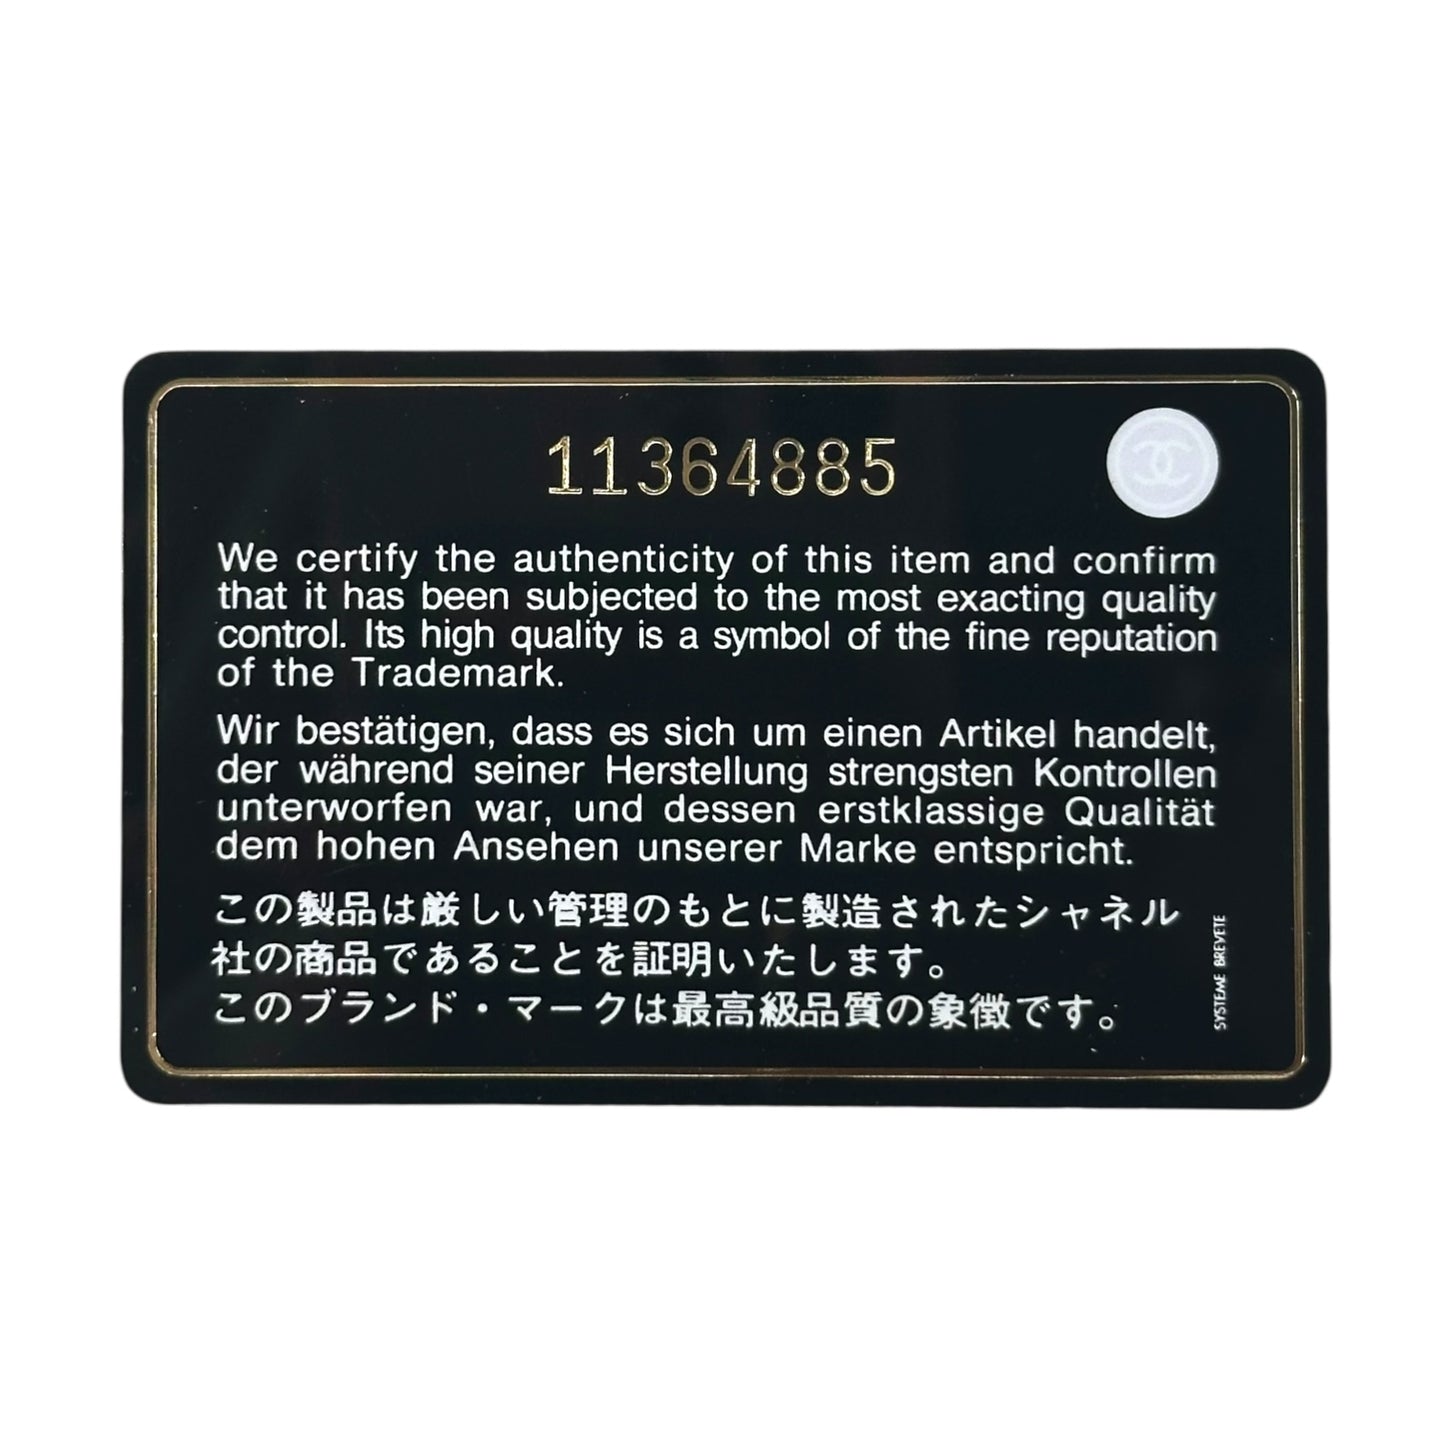 11364885
We certify the authenticity of this item and confirm
that it has been subjected to the most exacting quality
control. Its high quality is a symbol of the fine reputation
of the Trademark.
Wir bestätigen, dass es sich um einen Artikel handelt,
der während seiner Herstellung strengsten Kontrollen
unterworfen war, und dessen erstklassige Qualität
dem hohen Ansehen unserer Marke entspricht.
この製品は厳しい管理のもとに製造されたシャネル
社の商品であることを証明いたします。
このブランド・マークは最高級品質の象徴です。
SYSTEME BREVETE